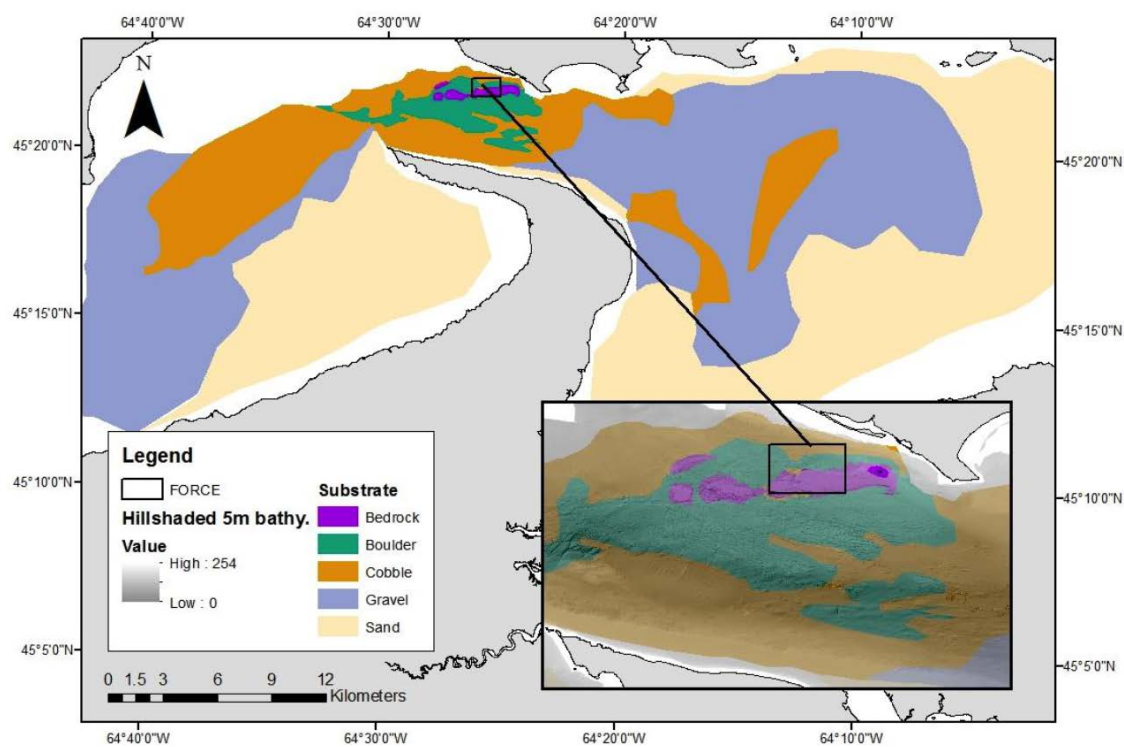 64°40'0"W 64°30'0"W 64°20'0"W 64°10'0"W
N
45°20'0"N 45°20'0"N
45°15'0"N 45°15'0"N
45°10'0"N 45°10'0"N
45°5'0"N 45°5'0"N
Legend
FORCE
Hillshaded 5m bathy.
Value
High : 254
Low : 0
Substrate
Bedrock
Boulder
Cobble
Gravel
Sand
0 1.5 3 6 9 12
Kilometers
64°40'0"W 64°30'0"W 64°20'0"W 64°10'0"W